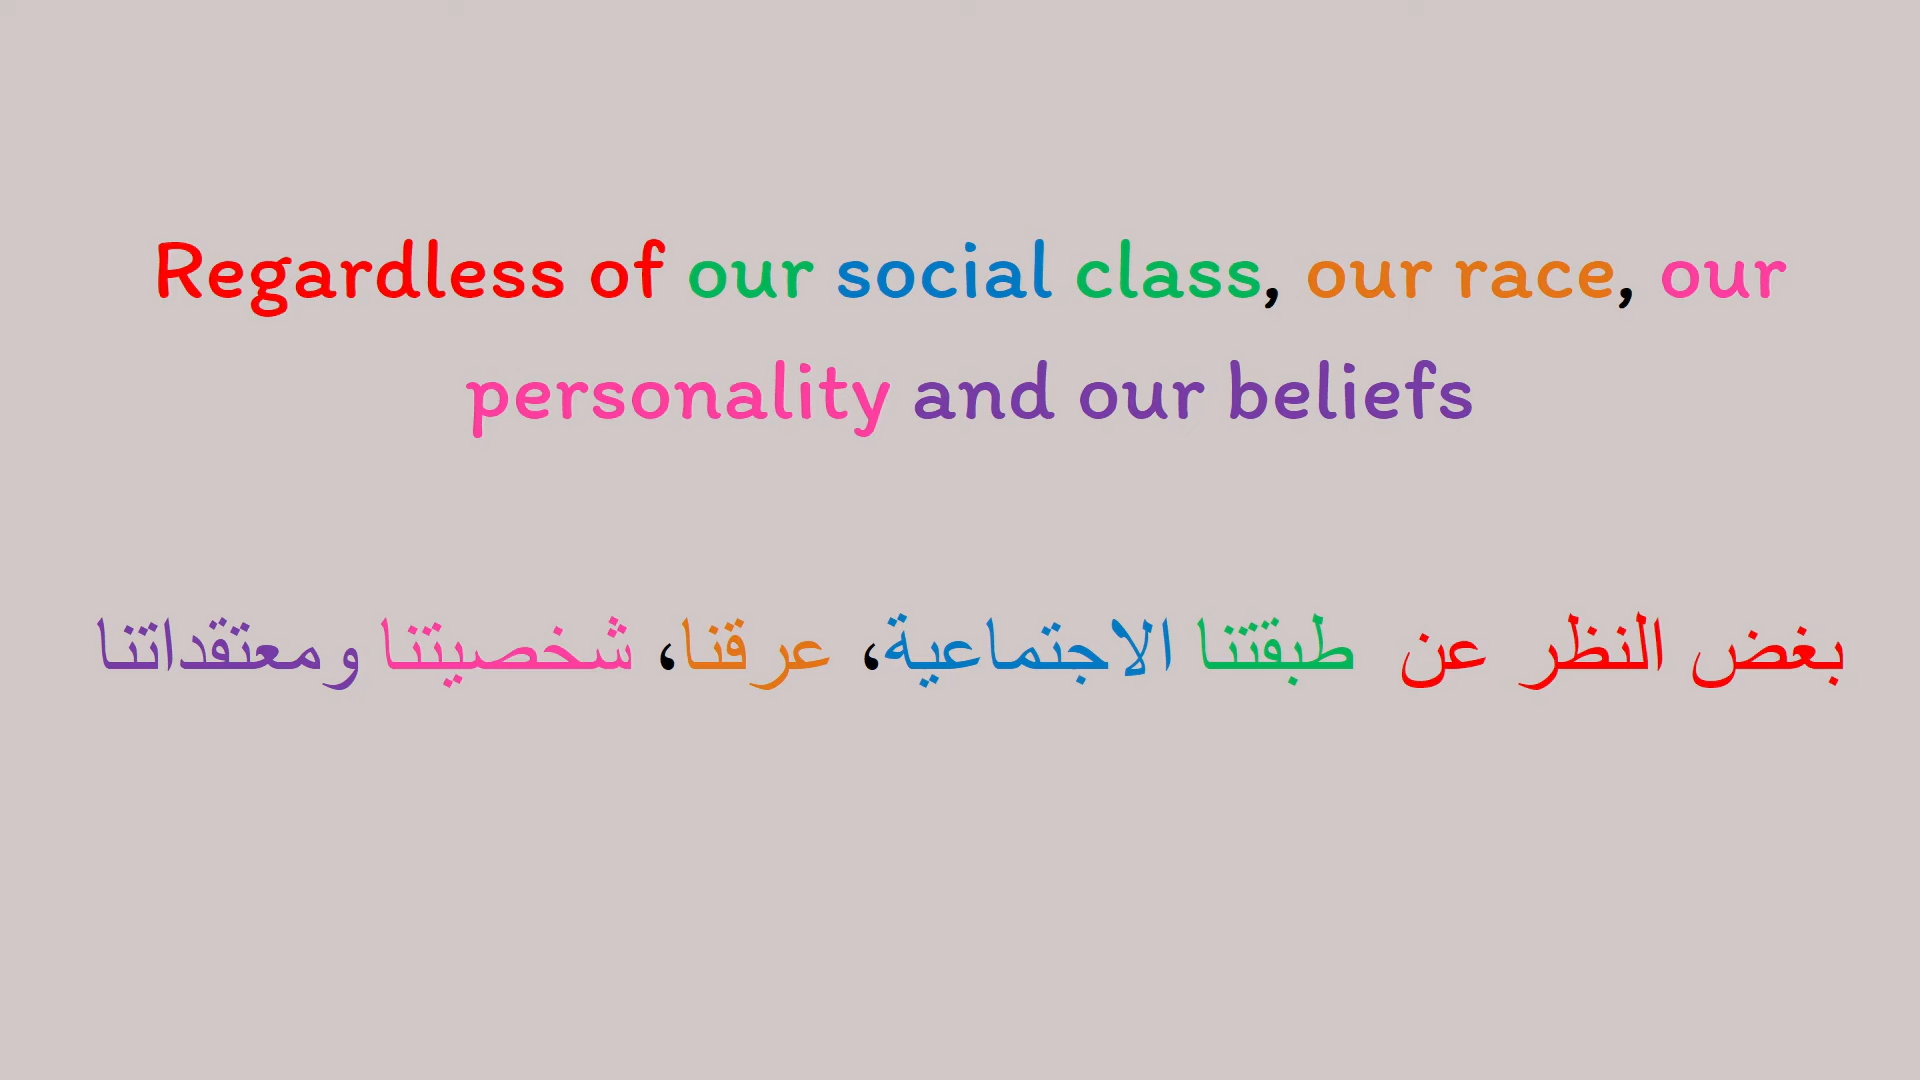 Regardless of our social class, our race, our
personality and our beliefs
بغض النظر عن طبقتنا الاجتماعية، عرقنا، شخصيتنا ومعتقداتنا